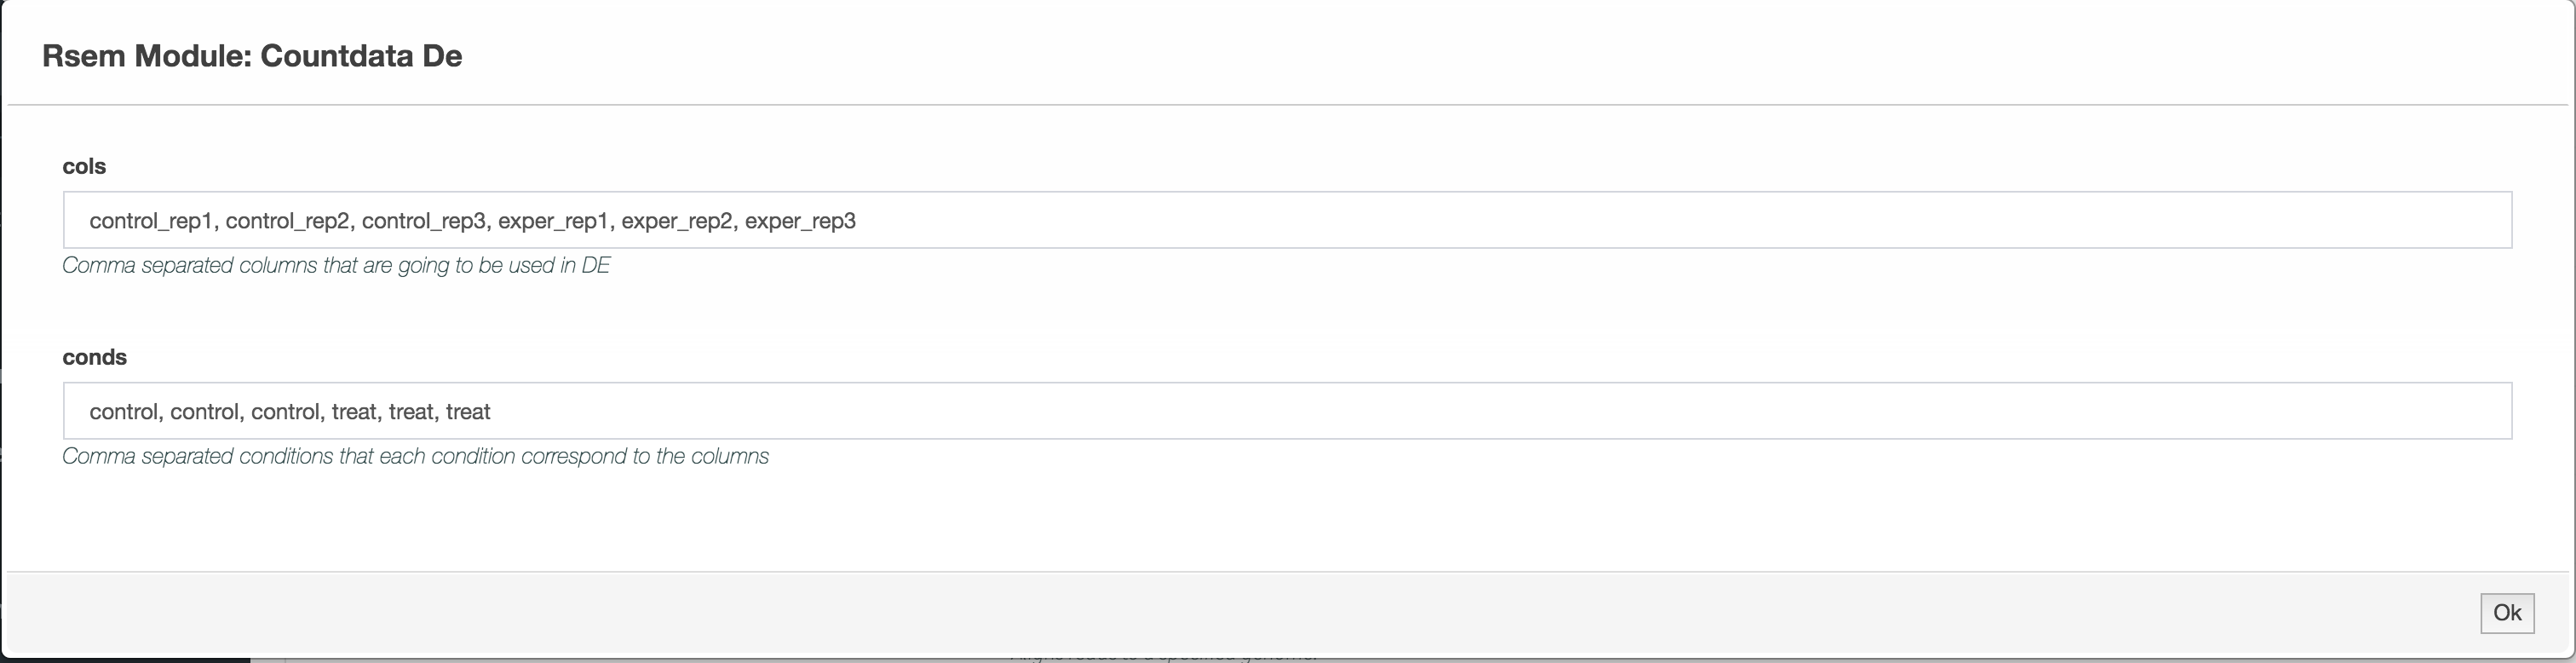 Rsem Module: Countdata De
cols
control_rep1, control_rep2, control_rep3, exper_rep1, exper_rep2, exper_rep3
Comma separated columns that are going to be used in DE
conds
control, control, control, treat, treat, treat
Comma separated conditions that each condition correspond to the columns
Ok